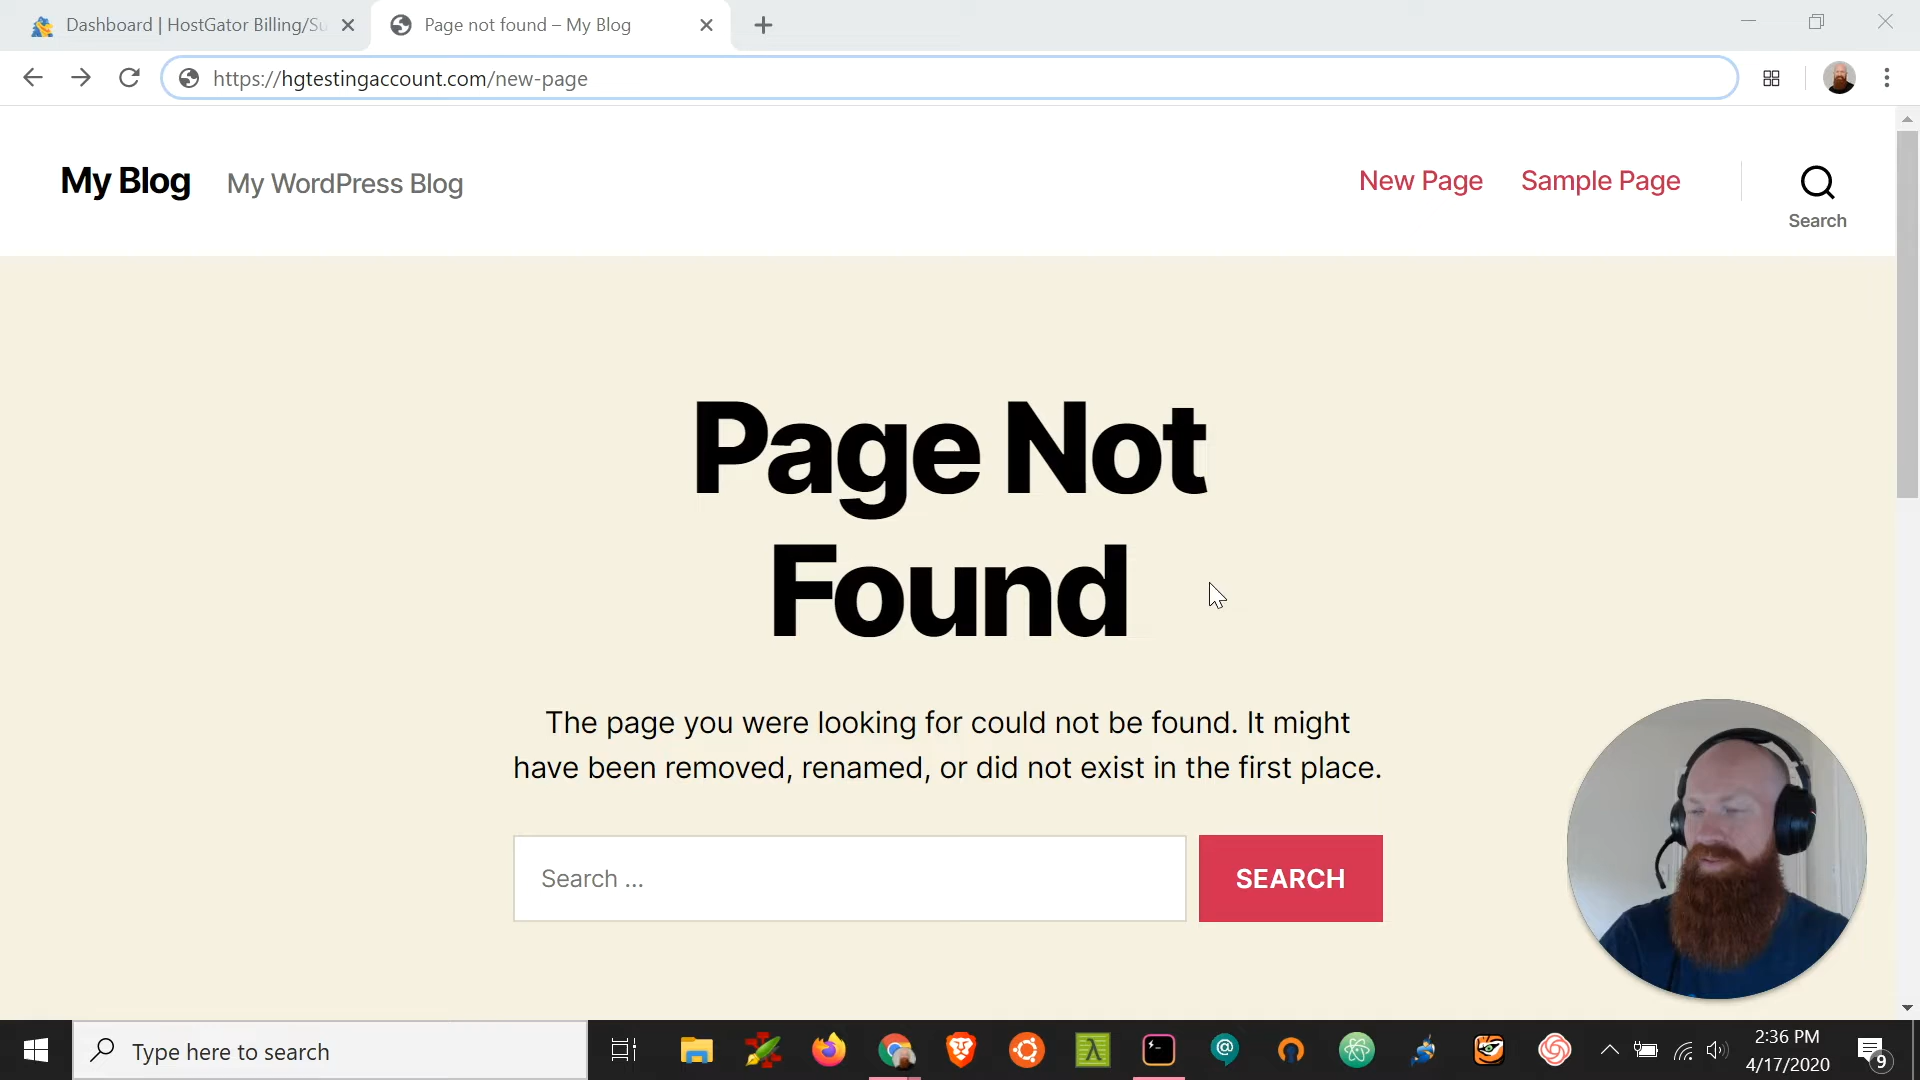 Dashboard | HostGator Billing/Su
Page not found – My Blog
https://hgtestingaccount.com/new-page
My Blog
My WordPress Blog
New Page
Sample Page
Search
Page Not
Found
The page you were looking for could not be found. It might
have been removed, renamed, or did not exist in the first place.
Search …
SEARCH
Type here to search
2:36 PM
4/17/2020
9